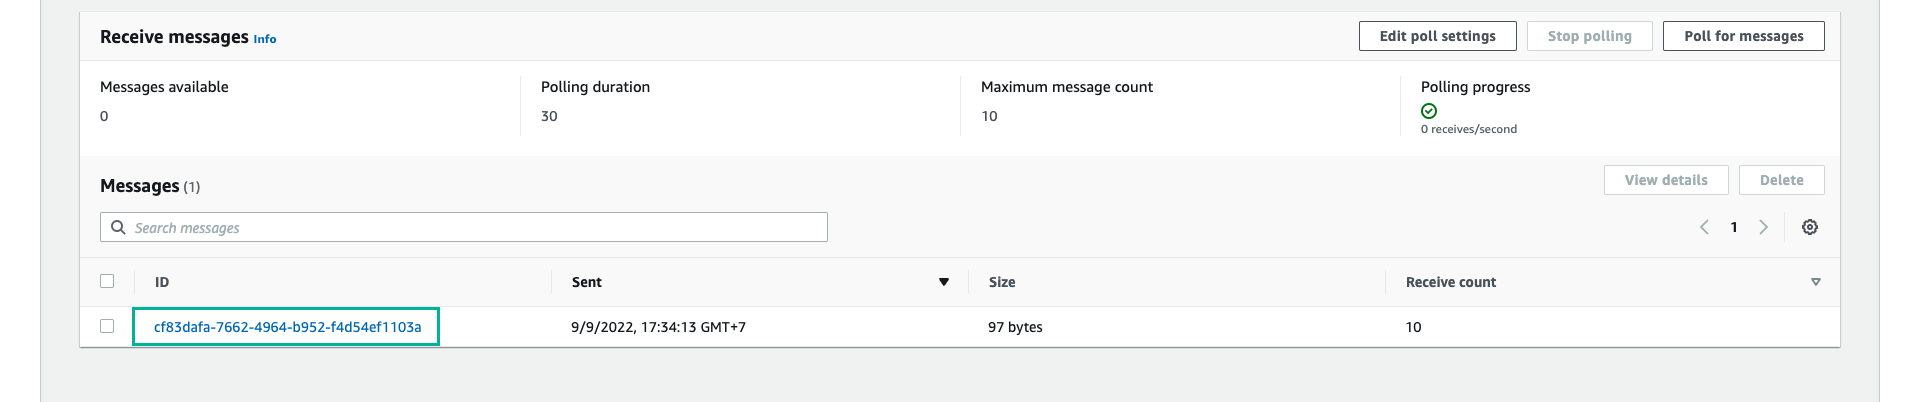 Receive messages Info
Edit poll settings
Stop polling
Poll for messages
Messages available
0
Polling duration
30
Maximum message count
10
Polling progress
0 receives/second
Messages (1)
View details
Delete
Search messages
1
ID
Sent
Size
Receive count
cf83dafa-7662-4964-b952-f4d54ef1103a
9/9/2022, 17:34:13 GMT+7
97 bytes
10